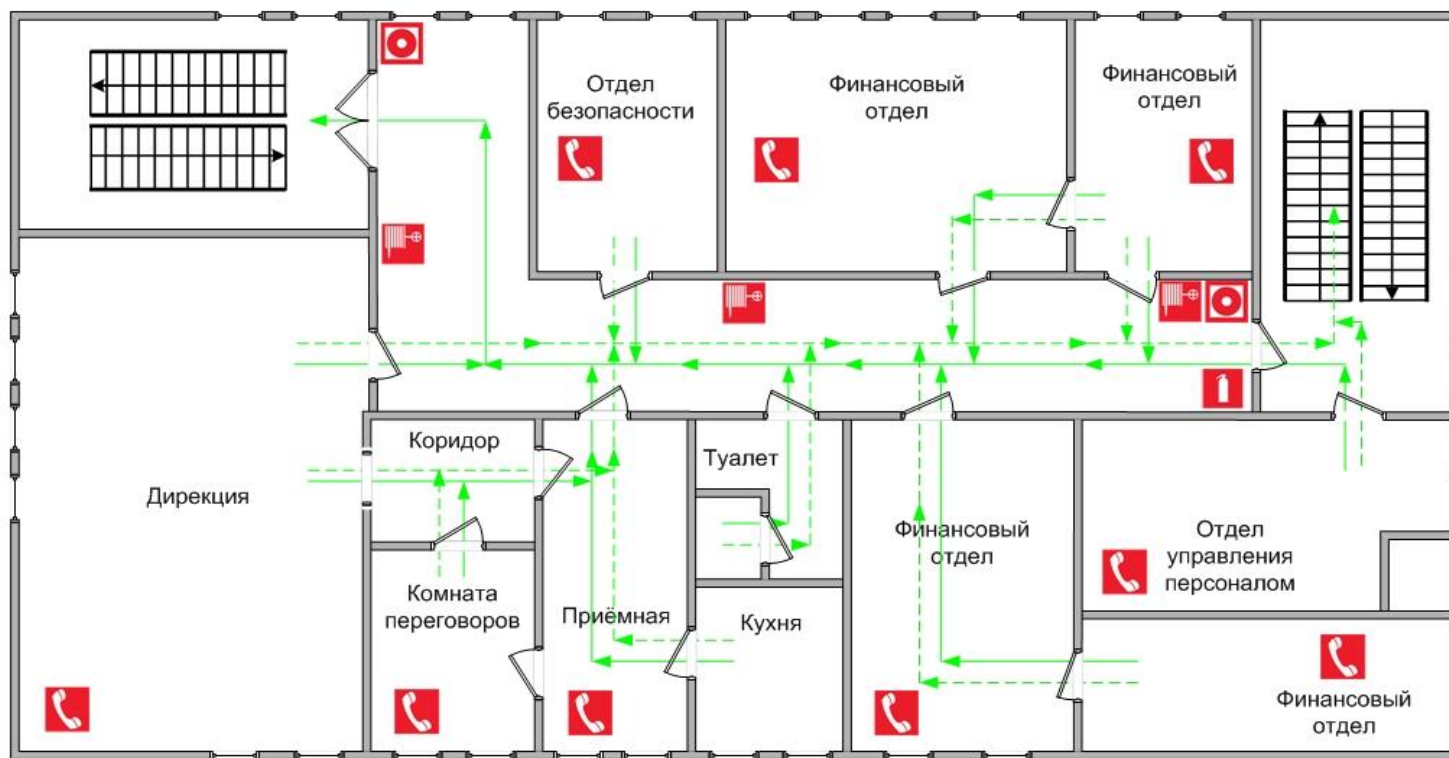 Отдел
безопасности
Финансовый
отдел
Финансовый
отдел
Коридор
Туалет
Дирекция
Финансовый
отдел
Отдел
управления
персоналом
Комната
переговоров
Приёмная
Кухня
Финансовый
отдел